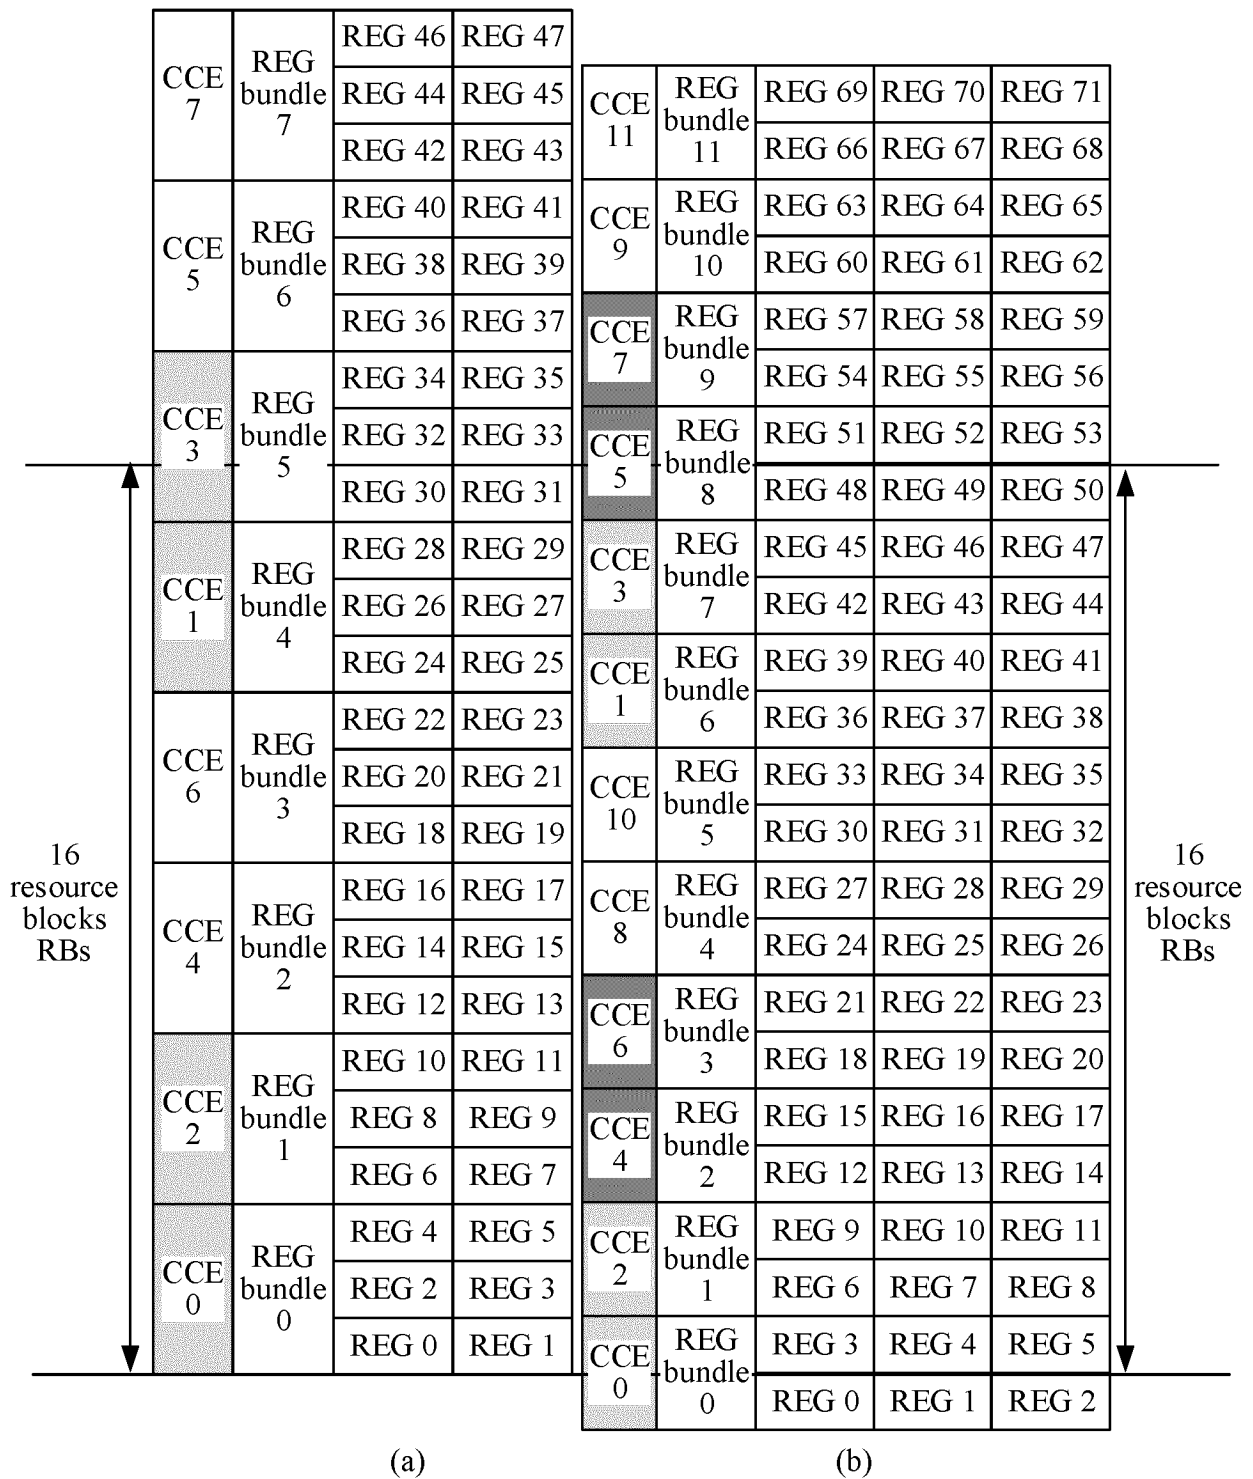 CCE
7
REG
bundle
7
REG 46 REG 47
REG 44 REG 45
REG 42 REG 43
CCE
5
REG
bundle
6
REG 40 REG 41
REG 38 REG 39
REG 36 REG 37
CCE
3
REG
bundle
5
REG 34 REG 35
REG 32 REG 33
REG 30 REG 31
CCE
1
REG
bundle
4
REG 28 REG 29
REG 26 REG 27
REG 24 REG 25
CCE
6
REG
bundle
3
REG 22 REG 23
REG 20 REG 21
REG 18 REG 19
CCE
4
REG
bundle
2
REG 16 REG 17
REG 14 REG 15
REG 12 REG 13
CCE
2
REG
bundle
1
REG 10 REG 11
REG 8 REG 9
REG 6 REG 7
CCE
0
REG
bundle
0
REG 4 REG 5
REG 2 REG 3
REG 0 REG 1
16
resource
blocks
RBs
(a)
CCE
11
REG
bundle
11
REG 69 REG 70 REG 71
REG 66 REG 67 REG 68
CCE
9
REG
bundle
10
REG 63 REG 64 REG 65
REG 60 REG 61 REG 62
CCE
7
REG
bundle
9
REG 57 REG 58 REG 59
REG 54 REG 55 REG 56
CCE
5
REG
bundle
8
REG 51 REG 52 REG 53
REG 48 REG 49 REG 50
CCE
3
REG
bundle
7
REG 45 REG 46 REG 47
REG 42 REG 43 REG 44
CCE
1
REG
bundle
6
REG 39 REG 40 REG 41
REG 36 REG 37 REG 38
CCE
10
REG
bundle
5
REG 33 REG 34 REG 35
REG 30 REG 31 REG 32
CCE
8
REG
bundle
4
REG 27 REG 28 REG 29
REG 24 REG 25 REG 26
CCE
6
REG
bundle
3
REG 21 REG 22 REG 23
REG 18 REG 19 REG 20
CCE
4
REG
bundle
2
REG 15 REG 16 REG 17
REG 12 REG 13 REG 14
CCE
2
REG
bundle
1
REG 9 REG 10 REG 11
REG 6 REG 7 REG 8
CCE
0
REG
bundle
0
REG 3 REG 4 REG 5
REG 0 REG 1 REG 2
16
resource
blocks
RBs
(b)